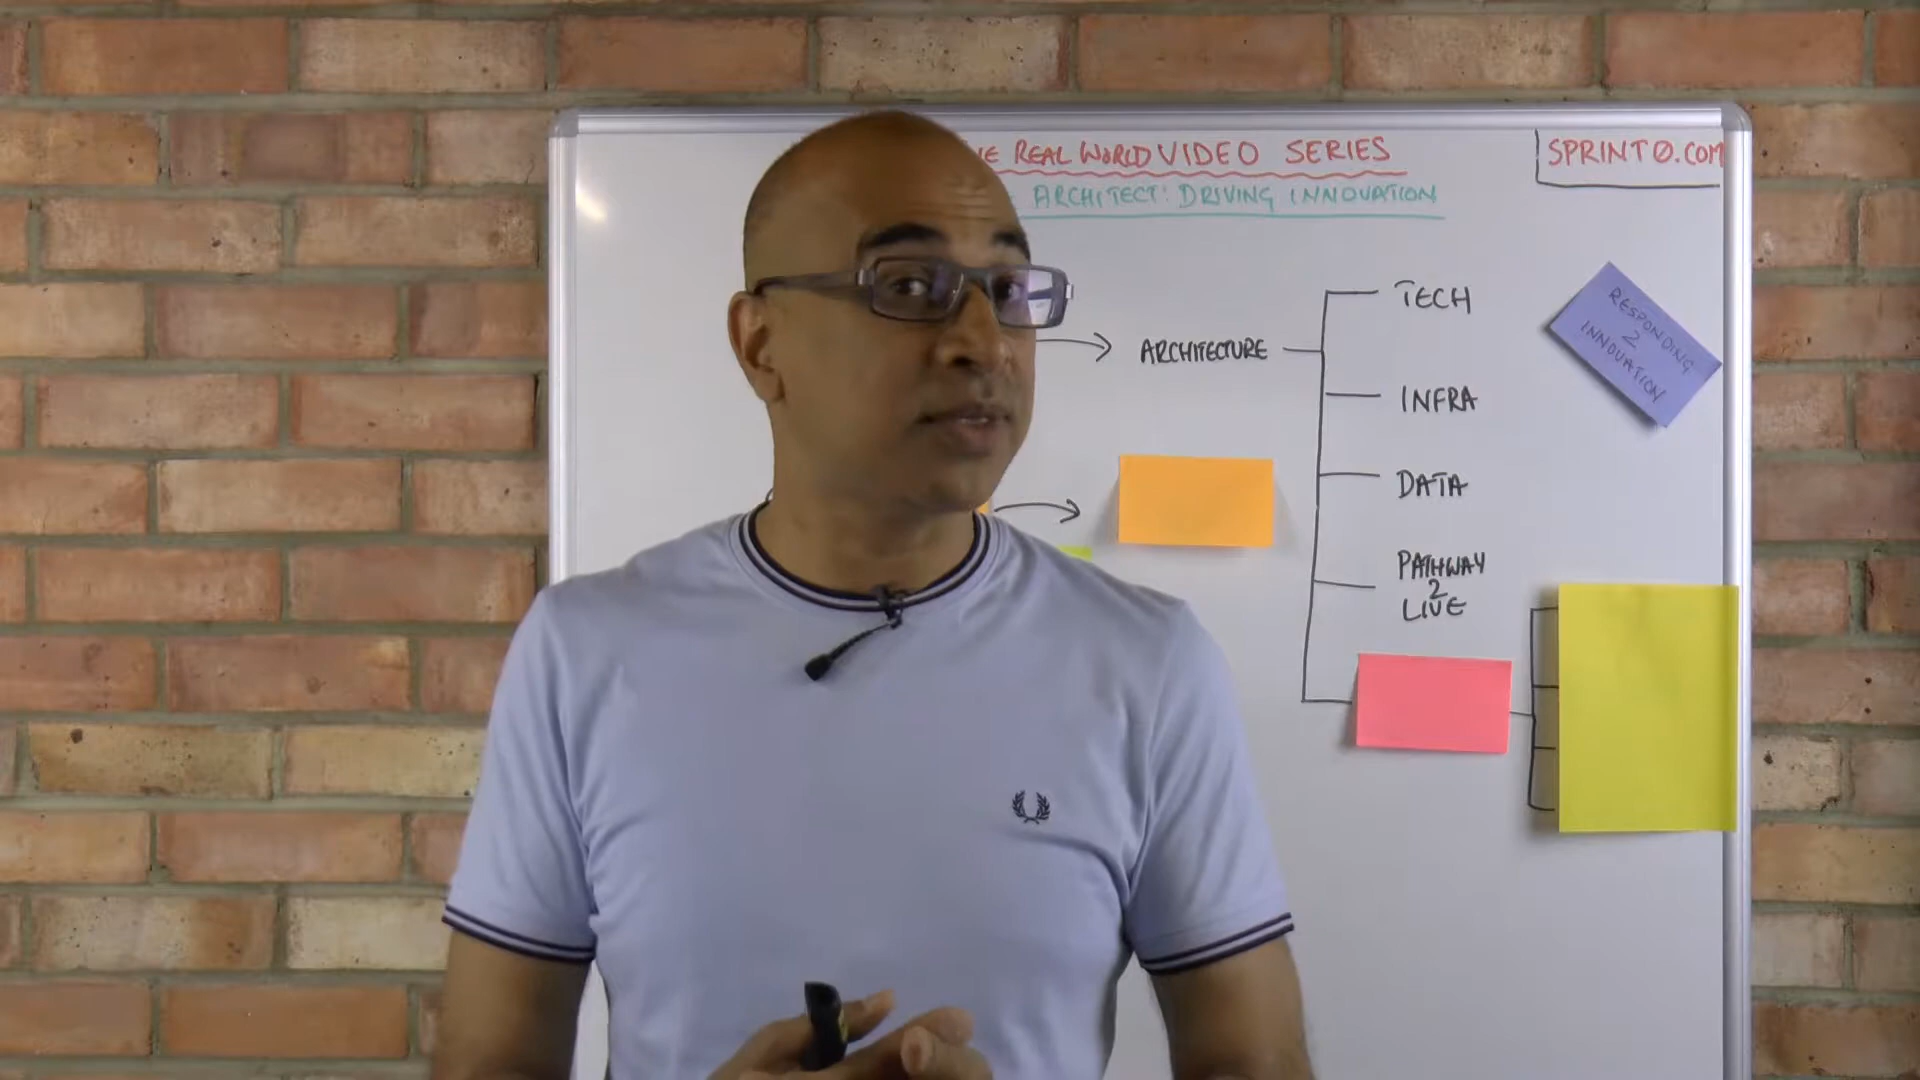 REAL WORLD VIDEO SERIES
SPRINT0.COM
ARCHITECT: DRIVING INNOVATION
TECH
ARCHITECTURE
INFRA
DATA
PATHWAY
2
LIVE
RESPONDING
2
INNOVATION